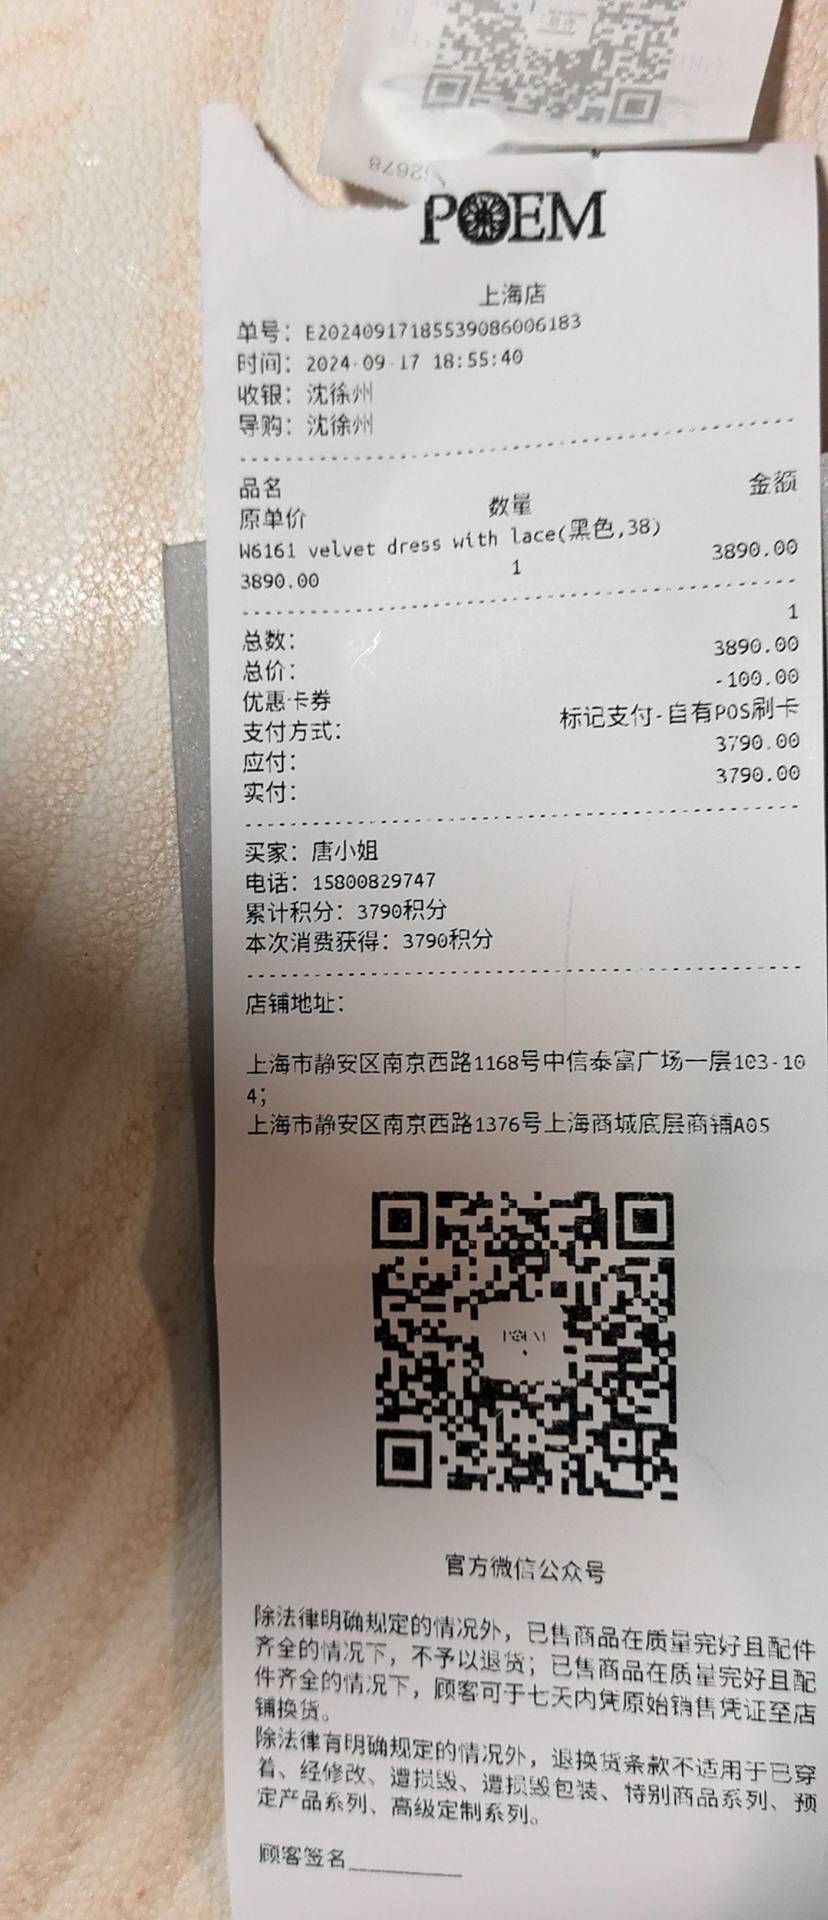 52678
POEM
上海店
单号：E20240917185539086006183
时间：2024-09-17 18:55:40
收银：沈徐州
导购：沈徐州
品名 金额
原单价 数量
W6161 velvet dress with lace(黑色,38)
3890.00 1 3890.00
总数： 1
总价： 3890.00
优惠卡券 -100.00
支付方式： 标记支付-自有POS刷卡
应付： 3790.00
实付： 3790.00
买家：唐小姐
电话：15800829747
累计积分：3790积分
本次消费获得：3790积分
店铺地址：
上海市静安区南京西路1168号中信泰富广场一层103-10
4；
上海市静安区南京西路1376号上海商城底层商铺A05
POEM
官方微信公众号
除法律明确规定的情况外，已售商品在质量完好且配件
齐全的情况下，不予以退货；已售商品在质量完好且配
件齐全的情况下，顾客可于七天内凭原始销售凭证至店
铺换货。
除法律有明确规定的情况外，退换货条款不适用于已穿
着、经修改、遭损毁、遭损毁包装、特别商品系列、预
定产品系列、高级定制系列。
顾客签名